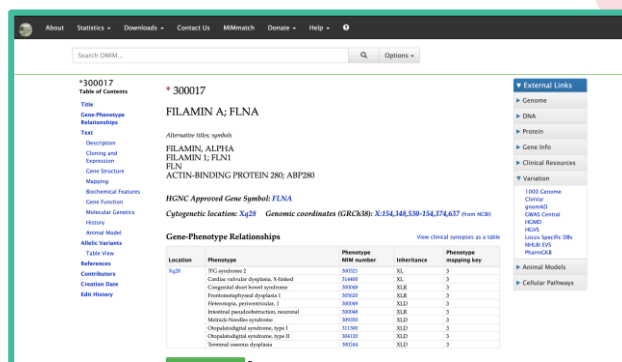 About Statistics Downloads Contact Us MIMmatch Donate Help
Search OMIM... Options
*300017
Table of Contents
Title
Gene-Phenotype Relationships
Text
Description
Cloning and Expression
Gene Structure
Mapping
Biochemical Features
Gene Function
Molecular Genetics
History
Animal Model
Allelic Variants
Table View
References
Contributors
Creation Date
Edit History
* 300017
FILAMIN A; FLNA
Alternative titles; symbols
FILAMIN, ALPHA
FILAMIN 1; FLN1
FLN
ACTIN-BINDING PROTEIN 280; ABP280
HGNC Approved Gene Symbol: FLNA
Cytogenetic location: Xq28 Genomic coordinates (GRCh38): X:154,348,530-154,374,637 (from NCBI)
Gene-Phenotype Relationships View clinical synopses as a table
Location Phenotype Phenotype MIM number Inheritance Phenotype mapping key
Xq28 ?FG syndrome 2 300321 XL 3
Cardiac valvular dysplasia, X-linked 314400 XL 3
Congenital short bowel syndrome 300048 XLR 3
Frontometaphyseal dysplasia 1 305620 XLR 3
Heterotopia, periventricular, 1 300049 XLD 3
Intestinal pseudoobstruction, neuronal 300048 XLR 3
Melnick-Needles syndrome 309350 XLD 3
Otopalatodigital syndrome, type I 311300 XLD 3
Otopalatodigital syndrome, type II 304120 XLD 3
Terminal osseous dysplasia 300244 XLD 3
External Links
Genome
DNA
Protein
Gene Info
Clinical Resources
Variation
1000 Genome
ClinVar
gnomAD
GWAS Central
HGMD
HGVS
Locus Specific DBs
NHLBI EVS
PharmGKB
Animal Models
Cellular Pathways